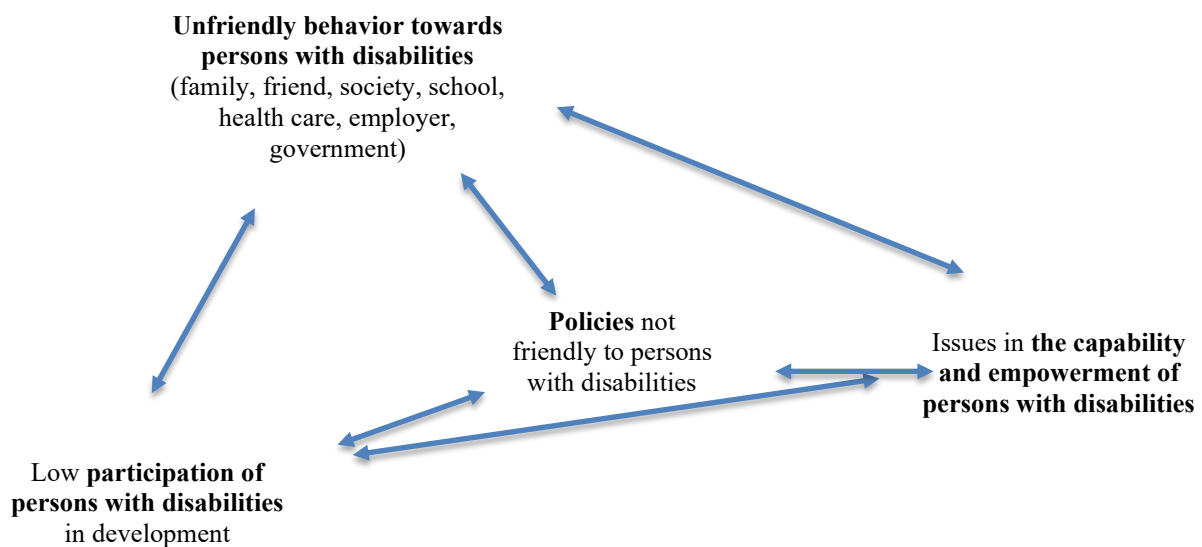 Unfriendly behavior towards
persons with disabilities
(family, friend, society, school,
health care, employer,
government)
Policies not
friendly to persons
with disabilities
Issues in the capability
and empowerment of
persons with disabilities
Low participation of
persons with disabilities
in development